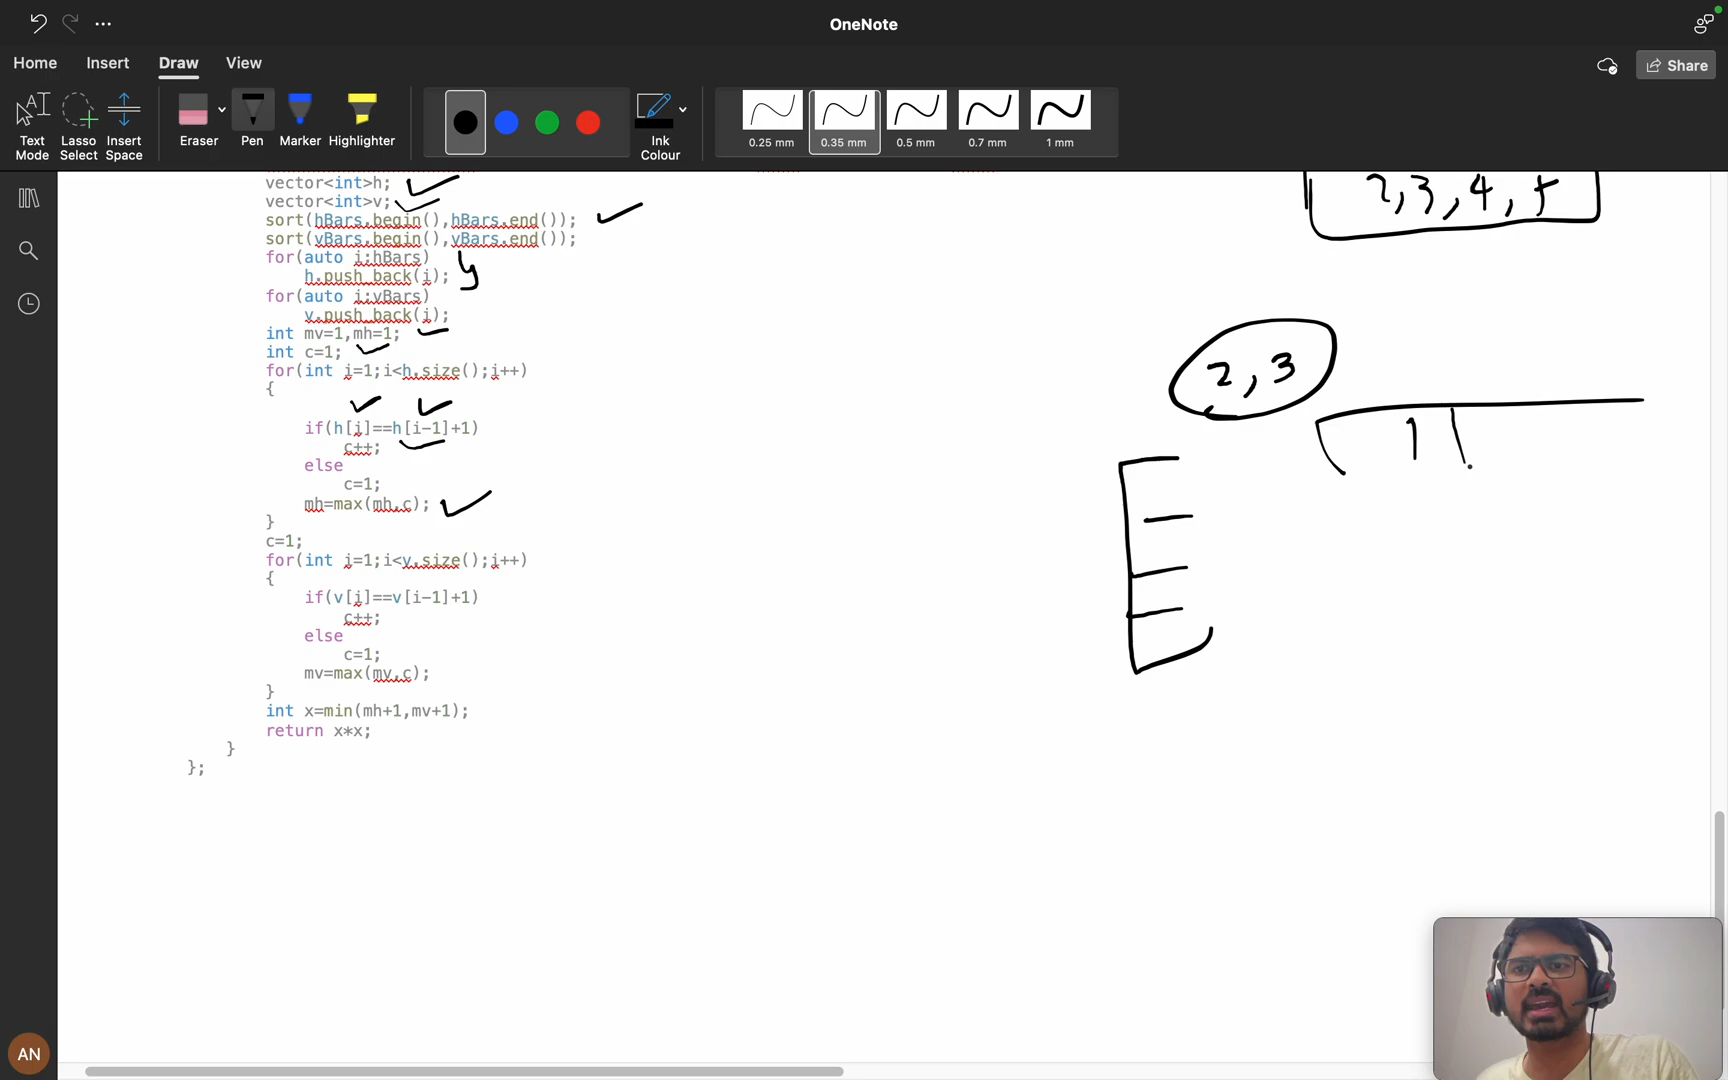 OneNote
Home Insert Draw View
Share
Text Mode
Lasso Select
Insert Space
Eraser
Pen
Marker
Highlighter
Ink Colour
0.25 mm
0.35 mm
0.5 mm
0.7 mm
1 mm
vector<int>h;
vector<int>v;
sort(hBars.begin(),hBars.end());
sort(vBars.begin(),vBars.end());
for(auto i:hBars)
h.push_back(i);
for(auto i:vBars)
v.push_back(i);
int mv=1,mh=1;
int c=1;
for(int i=1;i<h.size();i++)
{
if(h[i]==h[i-1]+1)
c++;
else
c=1;
mh=max(mh,c);
}
c=1;
for(int i=1;i<v.size();i++)
{
if(v[i]==v[i-1]+1)
c++;
else
c=1;
mv=max(mv,c);
}
int x=min(mh+1,mv+1);
return x*x;
}
};
y
2,3,4,
2,3
1
AN